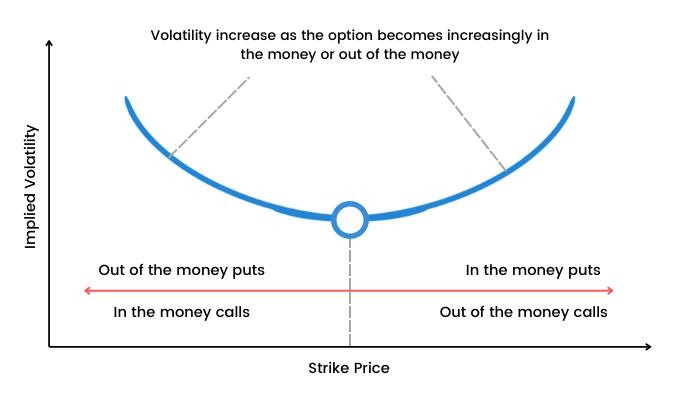 Volatility increase as the option becomes increasingly in
the money or out of the money
Implied Volatility
Out of the money puts
In the money puts
In the money calls
Out of the money calls
Strike Price